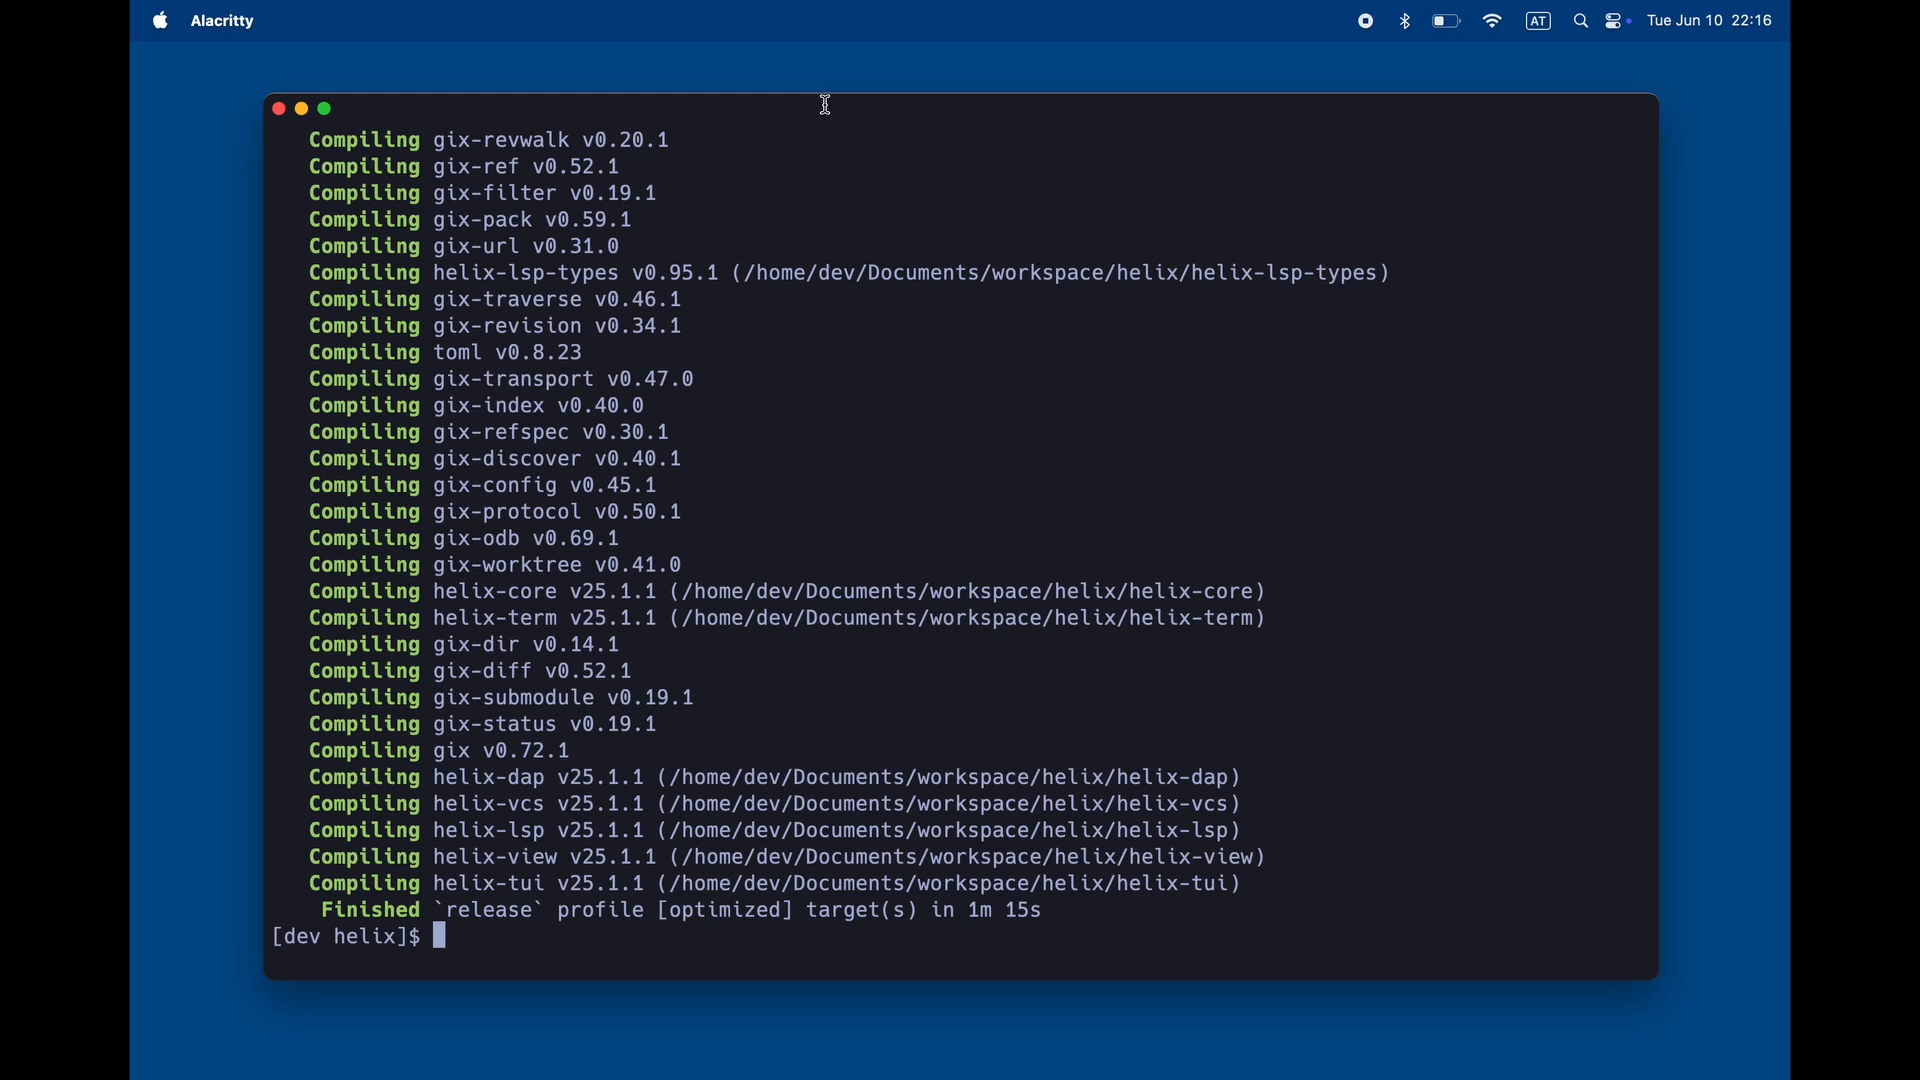 Alacritty
AT
Tue Jun 10 22:16
Compiling gix-revwalk v0.20.1
Compiling gix-ref v0.52.1
Compiling gix-filter v0.19.1
Compiling gix-pack v0.59.1
Compiling gix-url v0.31.0
Compiling helix-lsp-types v0.95.1 (/home/dev/Documents/workspace/helix/helix-lsp-types)
Compiling gix-traverse v0.46.1
Compiling gix-revision v0.34.1
Compiling toml v0.8.23
Compiling gix-transport v0.47.0
Compiling gix-index v0.40.0
Compiling gix-refspec v0.30.1
Compiling gix-discover v0.40.1
Compiling gix-config v0.45.1
Compiling gix-protocol v0.50.1
Compiling gix-odb v0.69.1
Compiling gix-worktree v0.41.0
Compiling helix-core v25.1.1 (/home/dev/Documents/workspace/helix/helix-core)
Compiling helix-term v25.1.1 (/home/dev/Documents/workspace/helix/helix-term)
Compiling gix-dir v0.14.1
Compiling gix-diff v0.52.1
Compiling gix-submodule v0.19.1
Compiling gix-status v0.19.1
Compiling gix v0.72.1
Compiling helix-dap v25.1.1 (/home/dev/Documents/workspace/helix/helix-dap)
Compiling helix-vcs v25.1.1 (/home/dev/Documents/workspace/helix/helix-vcs)
Compiling helix-lsp v25.1.1 (/home/dev/Documents/workspace/helix/helix-lsp)
Compiling helix-view v25.1.1 (/home/dev/Documents/workspace/helix/helix-view)
Compiling helix-tui v25.1.1 (/home/dev/Documents/workspace/helix/helix-tui)
Finished `release` profile [optimized] target(s) in 1m 15s
[dev helix]$